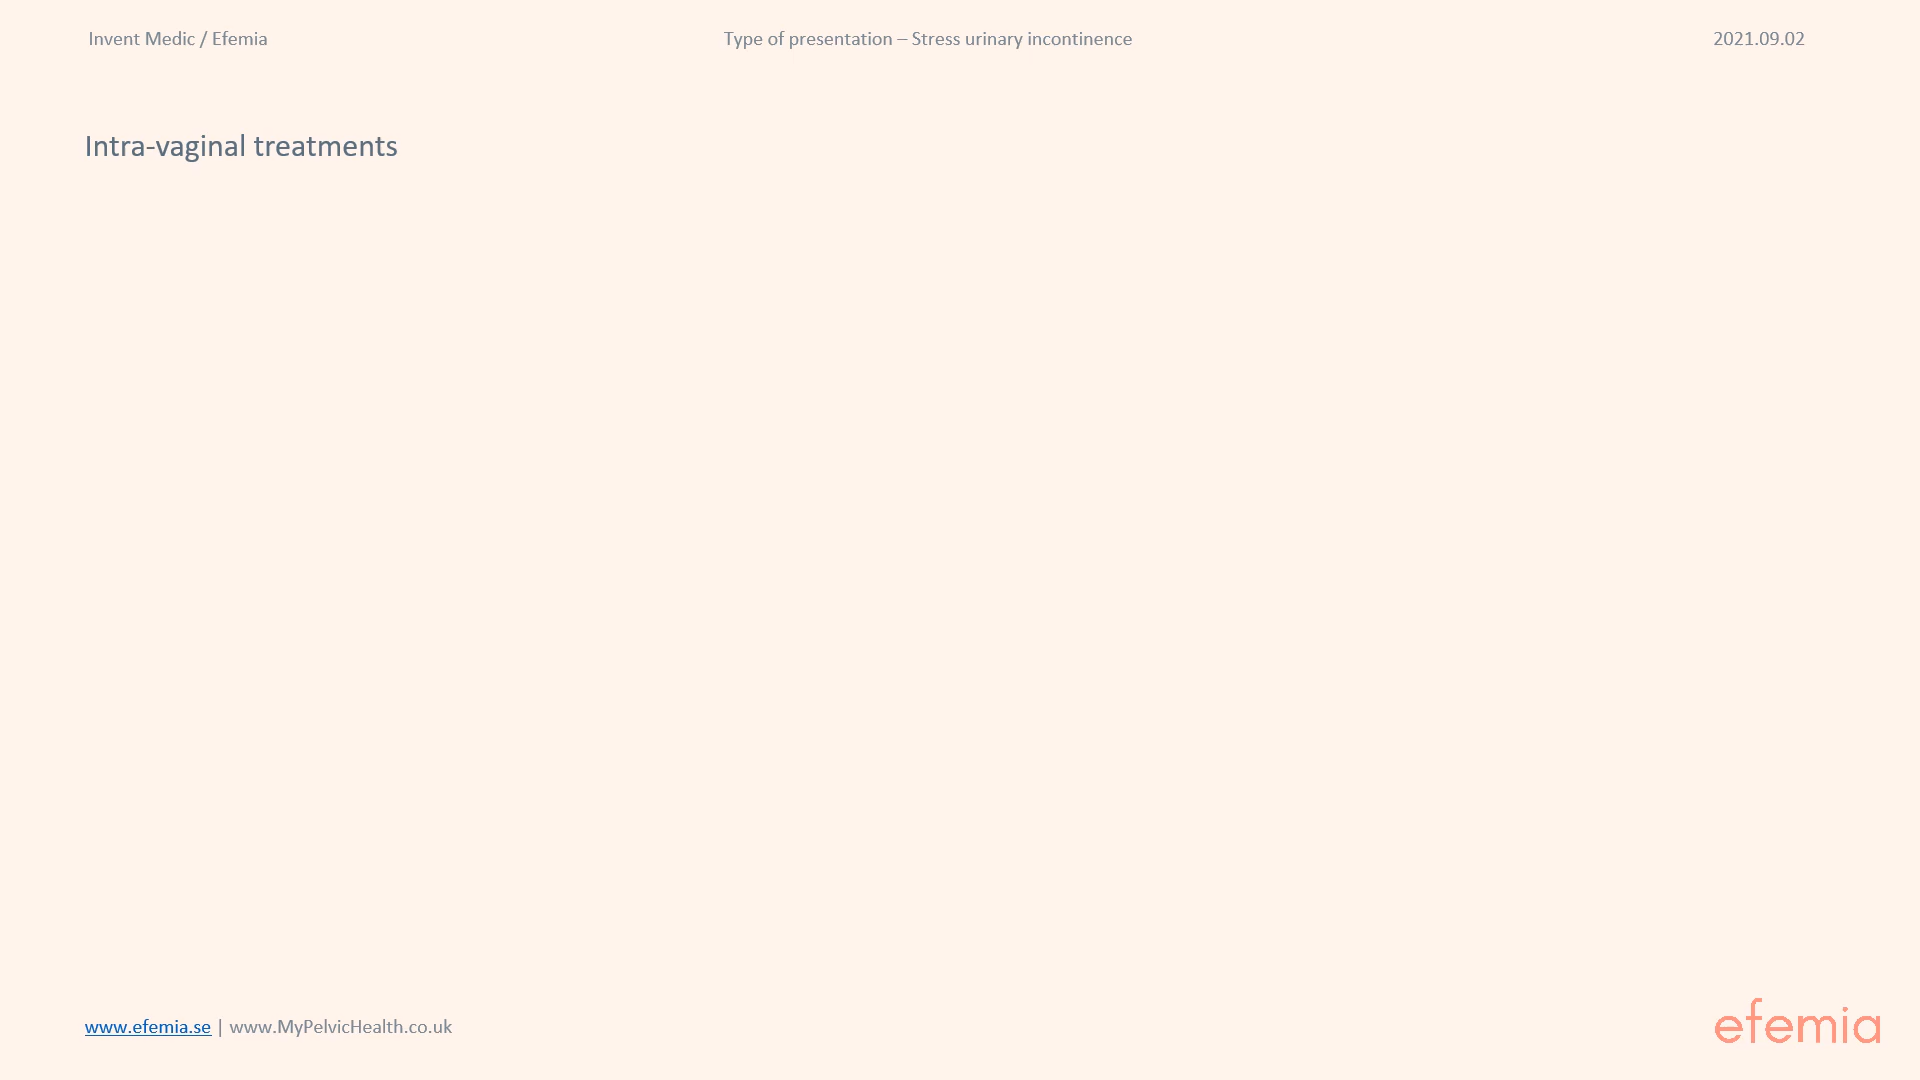 Invent Medic / Efemia
Type of presentation – Stress urinary incontinence
2021.09.02
Intra-vaginal treatments
www.efemia.se | www.MyPelvicHealth.co.uk
efemia